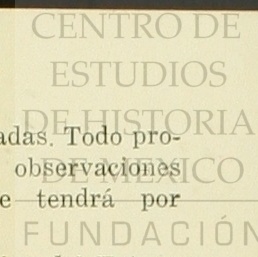 CENTRO DE
ESTUDIOS
DE HISTORIA
adas. Todo pro-
observaciones
DE MEXICO
e tendrá por
FUNDACIÓN